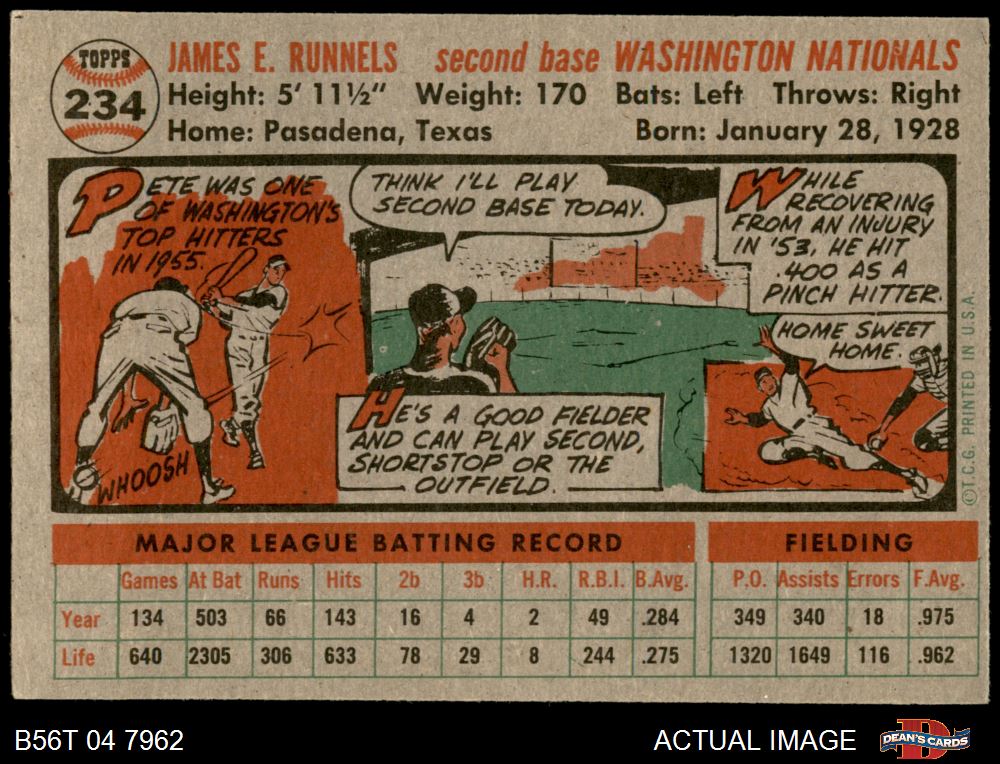 TOPPS
234
JAMES E. RUNNELS second base WASHINGTON NATIONALS
Height: 5' 11½" Weight: 170 Bats: Left Throws: Right
Home: Pasadena, Texas Born: January 28, 1928
PETE WAS ONE
OF WASHINGTON'S
TOP HITTERS
IN 1955.
WHOOSH
THINK I'LL PLAY
SECOND BASE TODAY.
HE'S A GOOD FIELDER
AND CAN PLAY SECOND,
SHORTSTOP OR THE
OUTFIELD.
WHILE
RECOVERING
FROM AN INJURY
IN '53, HE HIT
.400 AS A
PINCH HITTER.
HOME SWEET
HOME.
©T.C.G. PRINTED IN U.S.A.
MAJOR LEAGUE BATTING RECORD FIELDING
Games At Bat Runs Hits 2b 3b H.R. R.B.I. B.Avg. P.O. Assists Errors F.Avg.
Year 134 503 66 143 16 4 2 49 .284 349 340 18 .975
Life 640 2305 306 633 78 29 8 244 .275 1320 1649 116 .962
B56T 04 7962 ACTUAL IMAGE DEAN'S CARDS